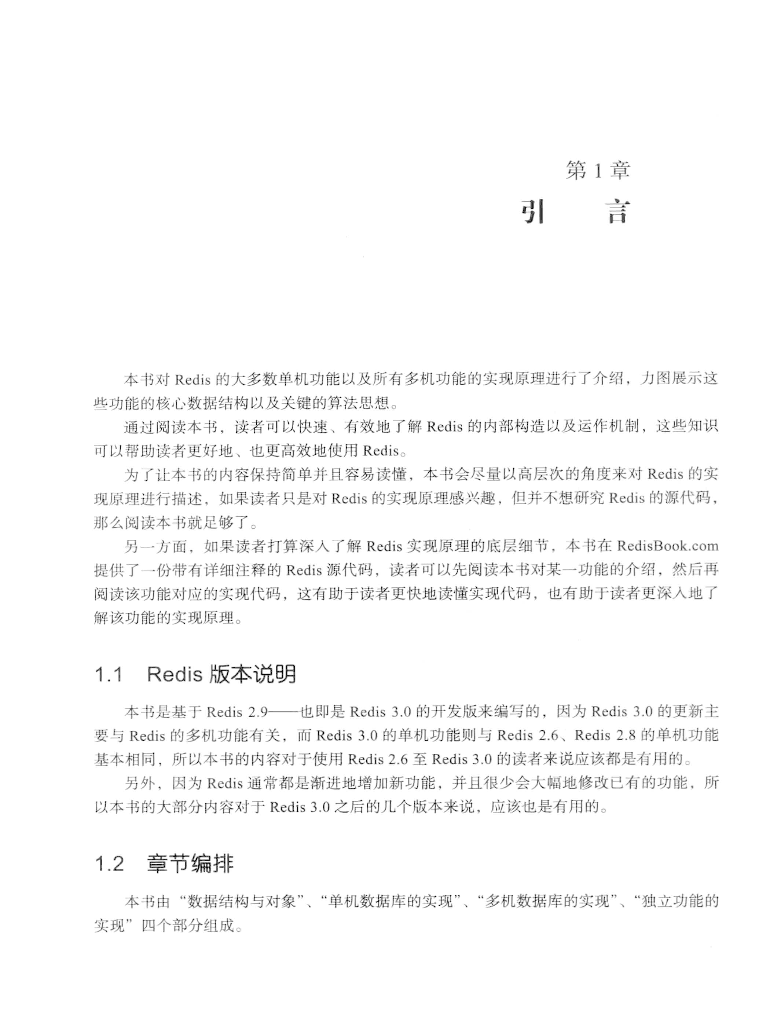 第 1 章
引 言
本书对 Redis 的大多数单机功能以及所有多机功能的实现原理进行了介绍，力图展示这
些功能的核心数据结构以及关键的算法思想。
通过阅读本书，读者可以快速、有效地了解 Redis 的内部构造以及运作机制，这些知识
可以帮助读者更好地、也更高效地使用 Redis。
为了让本书的内容保持简单并且容易读懂，本书会尽量以高层次的角度来对 Redis 的实
现原理进行描述，如果读者只是对 Redis 的实现原理感兴趣，但并不想研究 Redis 的源代码，
那么阅读本书就足够了。
另一方面，如果读者打算深入了解 Redis 实现原理的底层细节，本书在 RedisBook.com
提供了一份带有详细注释的 Redis 源代码，读者可以先阅读本书对某一功能的介绍，然后再
阅读该功能对应的实现代码，这有助于读者更快地读懂实现代码，也有助于读者更深入地了
解该功能的实现原理。
1.1 Redis 版本说明
本书是基于 Redis 2.9——也即是 Redis 3.0 的开发版来编写的，因为 Redis 3.0 的更新主
要与 Redis 的多机功能有关，而 Redis 3.0 的单机功能则与 Redis 2.6、Redis 2.8 的单机功能
基本相同，所以本书的内容对于使用 Redis 2.6 至 Redis 3.0 的读者来说应该都是有用的。
另外，因为 Redis 通常都是渐进地增加新功能，并且很少会大幅地修改已有的功能，所
以本书的大部分内容对于 Redis 3.0 之后的几个版本来说，应该也是有用的。
1.2 章节编排
本书由“数据结构与对象”、“单机数据库的实现”、“多机数据库的实现”、“独立功能的
实现”四个部分组成。